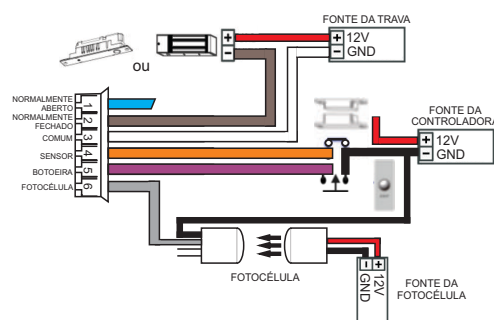 FONTE DA TRAVA
+ 12V
− GND
+
−
ou
NORMALMENTE
ABERTO
NORMALMENTE
FECHADO
COMUM
SENSOR
BOTOEIRA
FOTOCÉLULA
1
2
3
4
5
6
FONTE DA
CONTROLADORA
+ 12V
− GND
FOTOCÉLULA
− GND
+ 12V
FONTE DA
FOTOCÉLULA